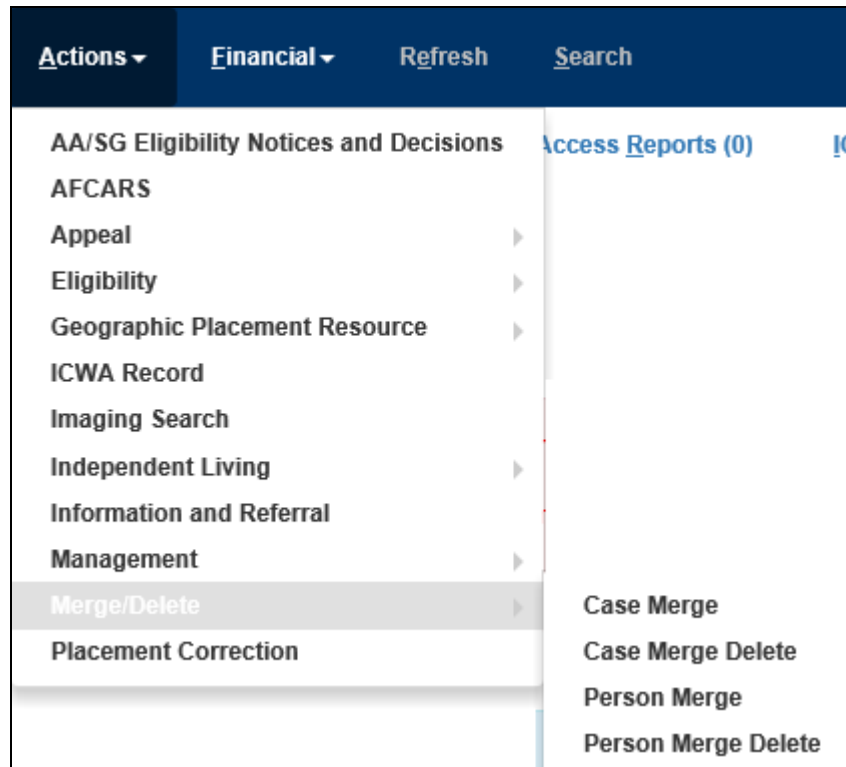 Actions Financial Refresh Search
AA/SG Eligibility Notices and Decisions
Access Reports (0)
AFCARS
Appeal
Eligibility
Geographic Placement Resource
ICWA Record
Imaging Search
Independent Living
Information and Referral
Management
Merge/Delete
Placement Correction
Case Merge
Case Merge Delete
Person Merge
Person Merge Delete